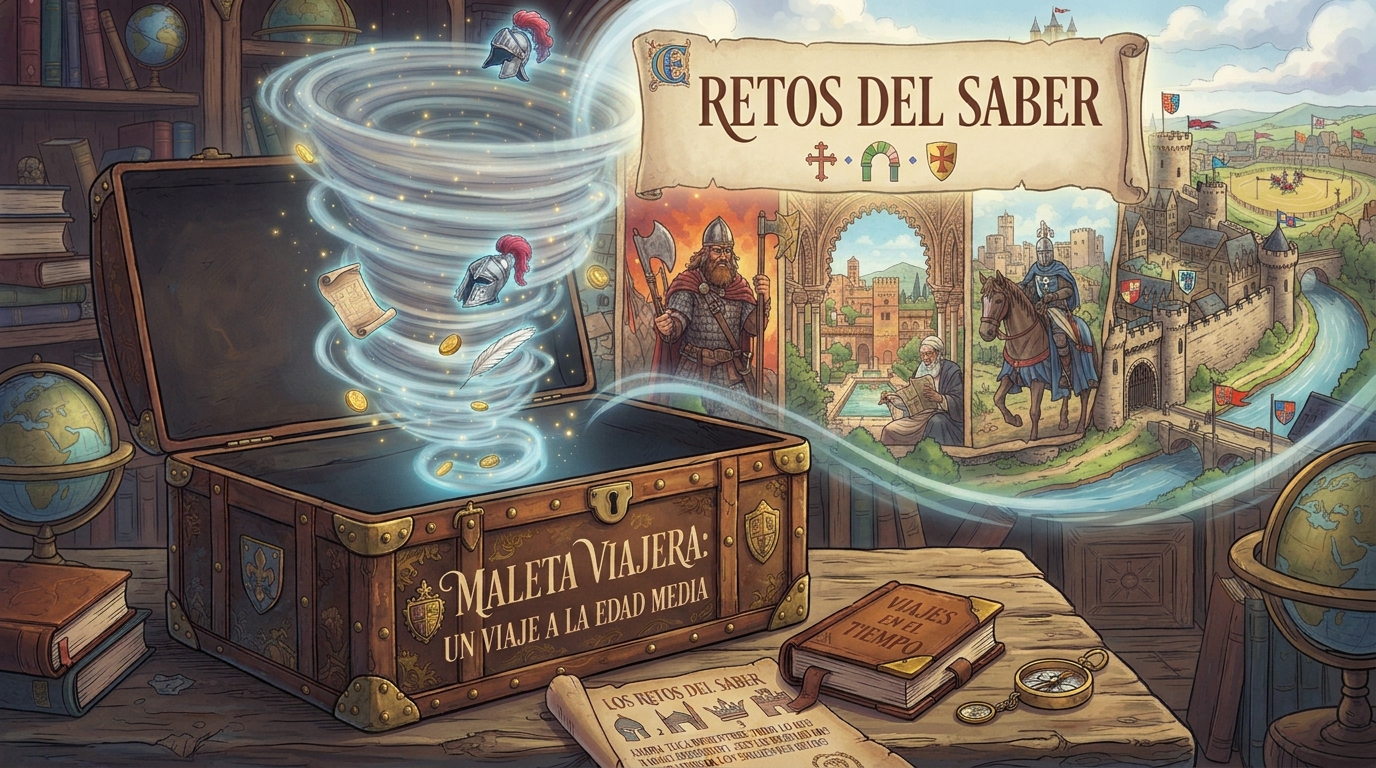 RETOS DEL SABER
MALETA VIAJERA:
UN VIAJE A LA EDAD MEDIA
VIAJES
EN EL
TIEMPO
LOS RETOS DEL SABER